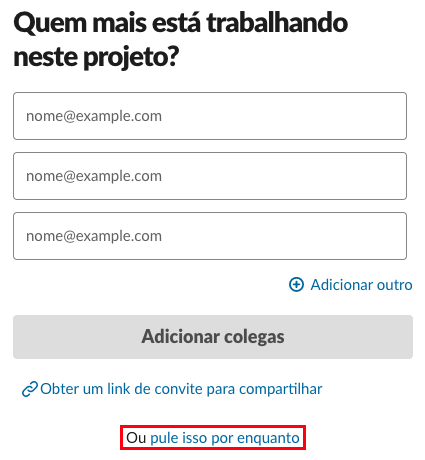 Quem mais está trabalhando
neste projeto?
nome@example.com
nome@example.com
nome@example.com
Adicionar outro
Adicionar colegas
Obter um link de convite para compartilhar
Ou pule isso por enquanto